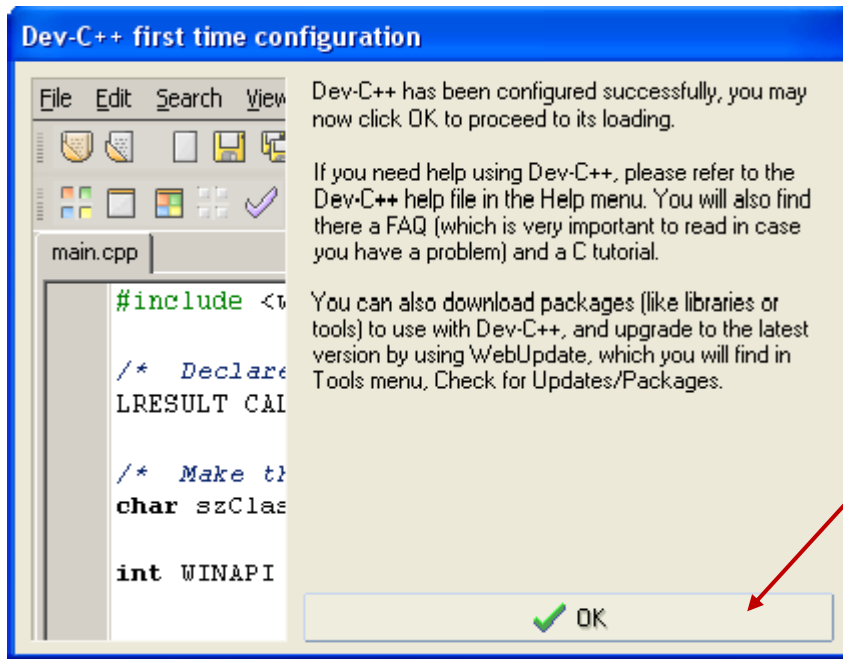 Dev-C++ first time configuration
File Edit Search View
main.cpp
#include <w
/* Declare
LRESULT CAL
/* Make th
char szClas
int WINAPI
Dev-C++ has been configured successfully, you may
now click OK to proceed to its loading.
If you need help using Dev-C++, please refer to the
Dev-C++ help file in the Help menu. You will also find
there a FAQ (which is very important to read in case
you have a problem) and a C tutorial.
You can also download packages (like libraries or
tools) to use with Dev-C++, and upgrade to the latest
version by using WebUpdate, which you will find in
Tools menu, Check for Updates/Packages.
OK